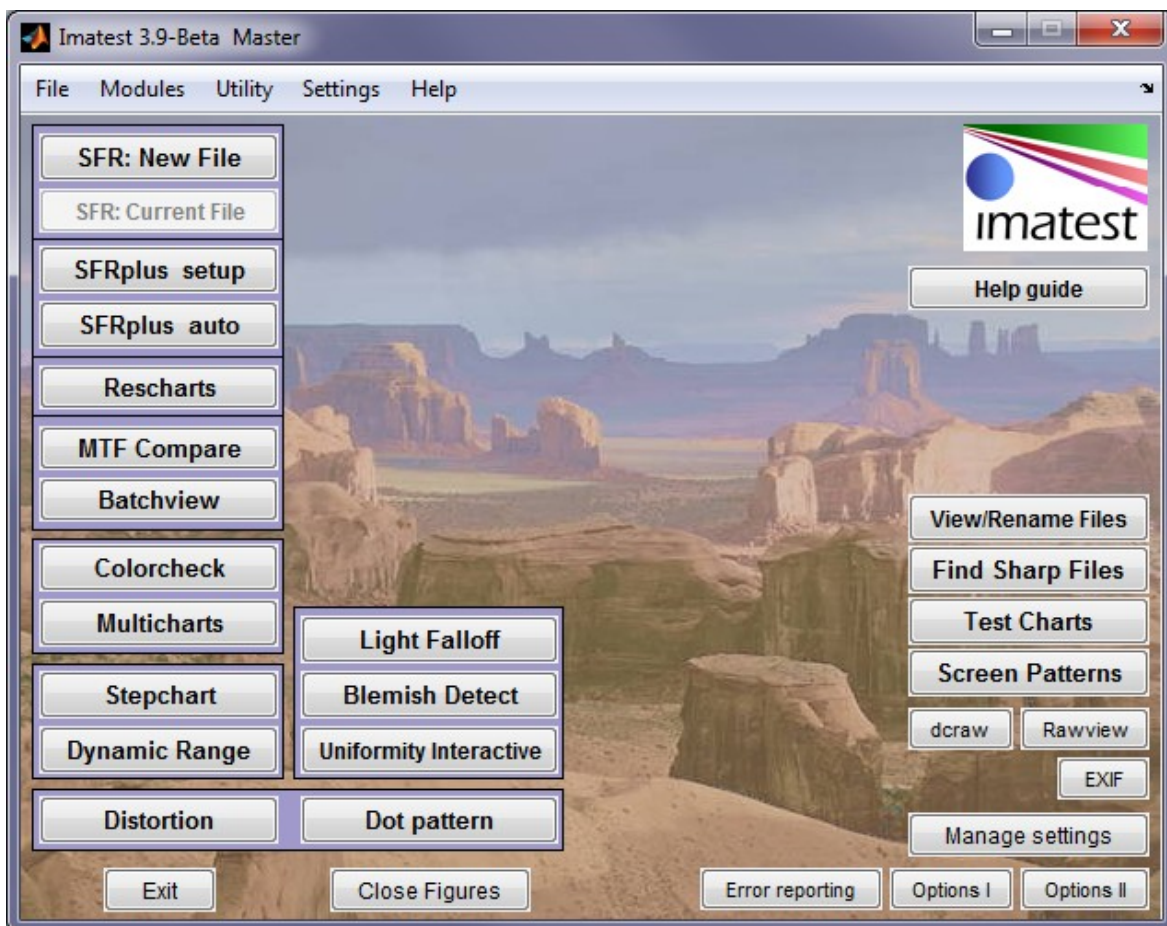 Imatest 3.9-Beta Master
File Modules Utility Settings Help
SFR: New File
SFR: Current File
SFRplus setup
SFRplus auto
Rescharts
MTF Compare
Batchview
Colorcheck
Multicharts
Stepchart
Dynamic Range
Light Falloff
Blemish Detect
Uniformity Interactive
Distortion
Dot pattern
Exit
Close Figures
imatest
Help guide
View/Rename Files
Find Sharp Files
Test Charts
Screen Patterns
dcraw Rawview
EXIF
Manage settings
Error reporting Options I Options II